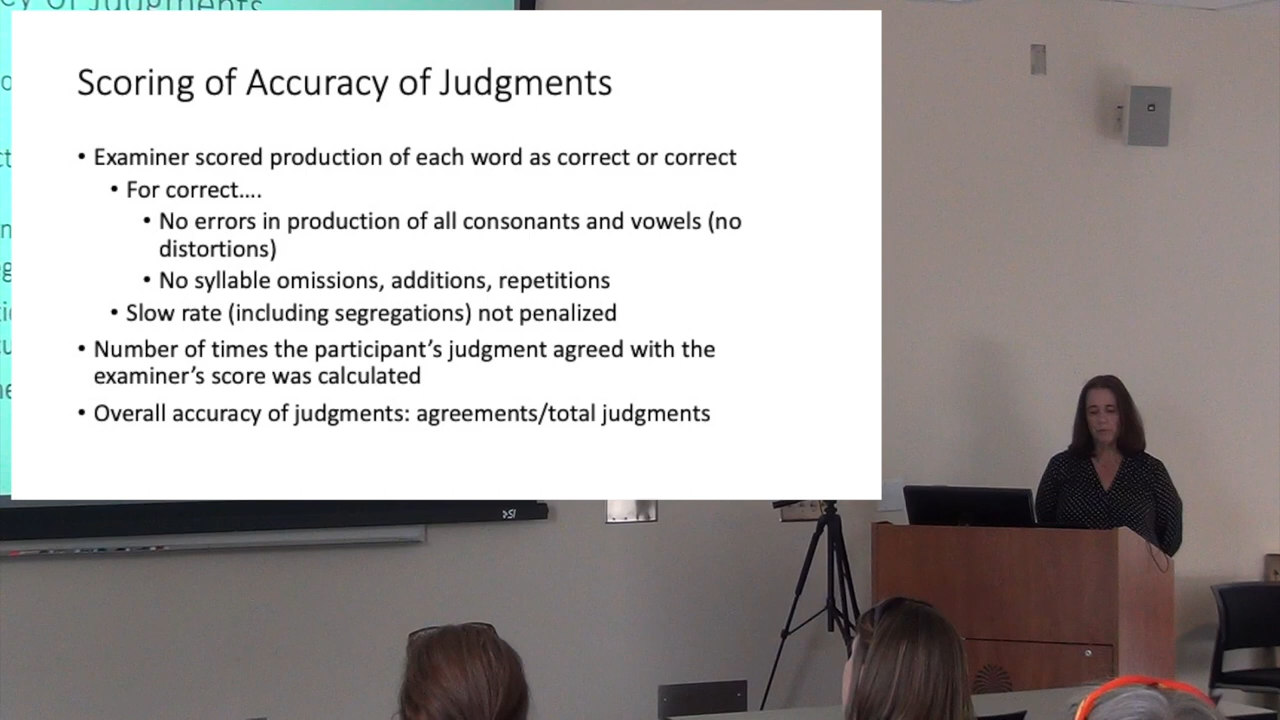 cy of Judgments
Scoring of Accuracy of Judgments
• Examiner scored production of each word as correct or correct
• For correct….
• No errors in production of all consonants and vowels (no
distortions)
• No syllable omissions, additions, repetitions
• Slow rate (including segregations) not penalized
• Number of times the participant’s judgment agreed with the
examiner’s score was calculated
• Overall accuracy of judgments: agreements/total judgments